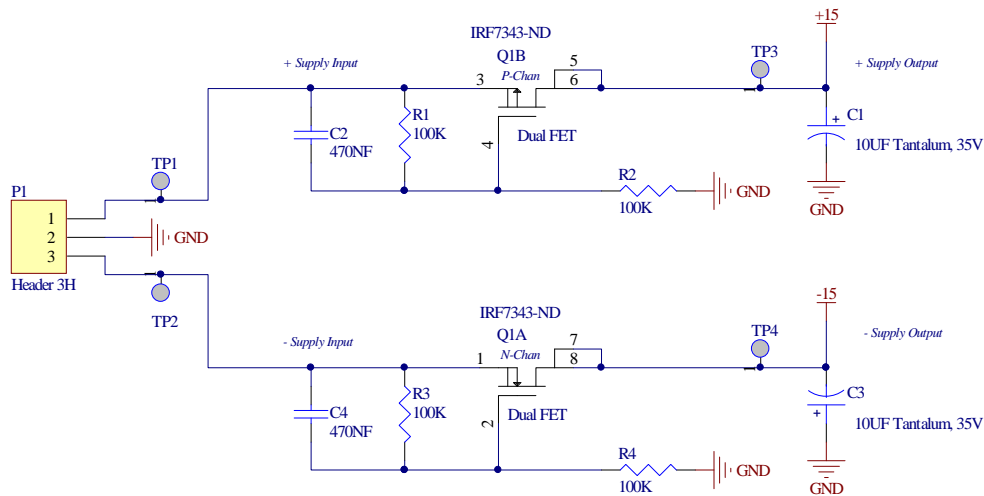 IRF7343-ND
Q1B
P-Chan
+15
TP3
+ Supply Input
+ Supply Output
3
5
6
4
Dual FET
R1
100K
C2
470NF
C1
+
10UF Tantalum, 35V
R2
100K
GND
GND
TP1
P1
1
2
3
GND
Header 3H
TP2
IRF7343-ND
Q1A
N-Chan
-15
TP4
- Supply Input
- Supply Output
1
7
8
2
Dual FET
R3
100K
C4
470NF
C3
+
10UF Tantalum, 35V
R4
100K
GND
GND